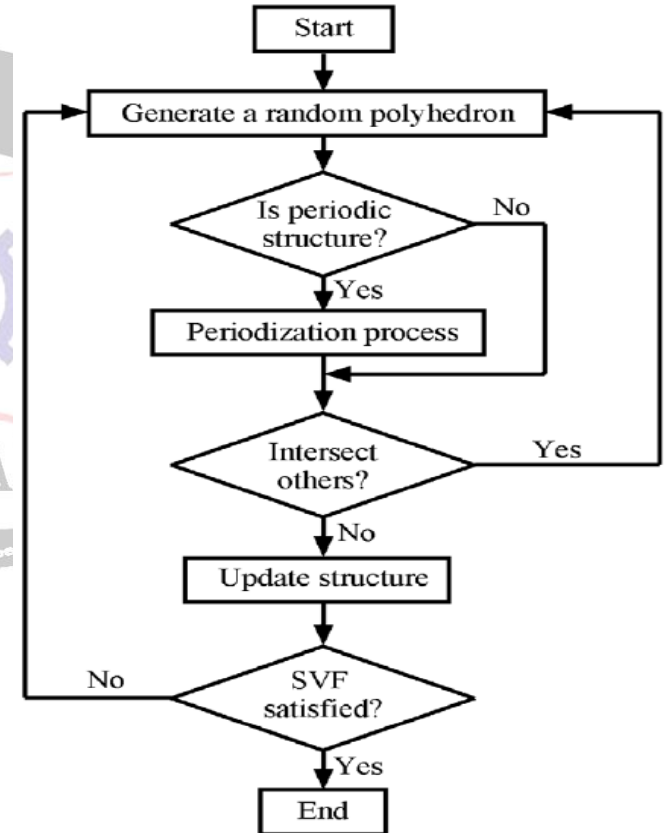 Start
Generate a random polyhedron
Is periodic
structure?
No
Yes
Periodization process
Intersect
others?
Yes
No
Update structure
SVF
satisfied?
No
Yes
End